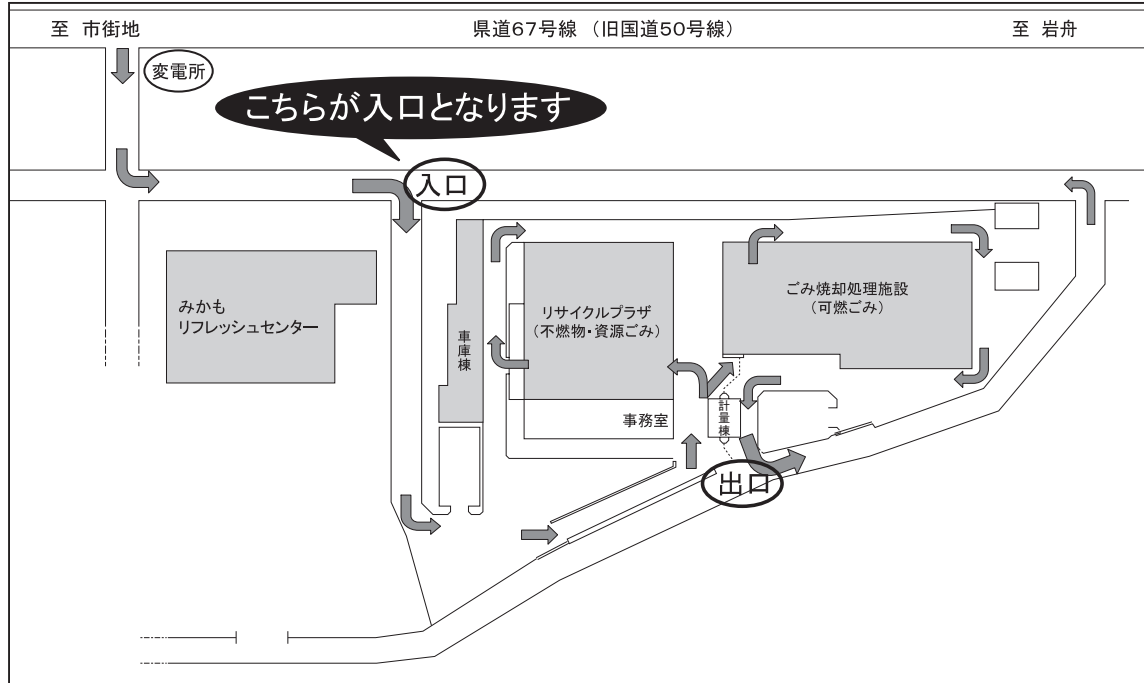 至 市街地
県道67号線 （旧国道50号線）
至 岩舟
変電所
こちらが入口となります
入口
みかも
リフレッシュセンター
車庫棟
リサイクルプラザ
（不燃物・資源ごみ）
ごみ焼却処理施設
（可燃ごみ）
事務室
計量棟
出口